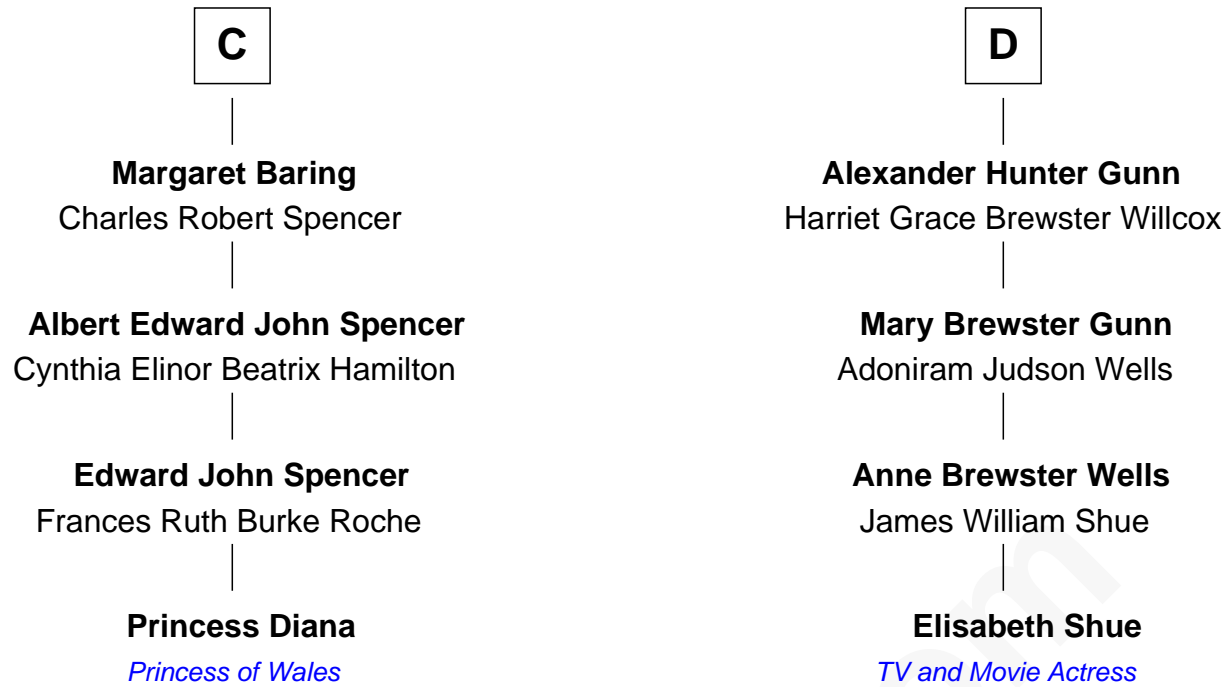 C
Margaret Baring
Charles Robert Spencer
Albert Edward John Spencer
Cynthia Elinor Beatrix Hamilton
Edward John Spencer
Frances Ruth Burke Roche
Princess Diana
Princess of Wales
D
Alexander Hunter Gunn
Harriet Grace Brewster Willcox
Mary Brewster Gunn
Adoniram Judson Wells
Anne Brewster Wells
James William Shue
Elisabeth Shue
TV and Movie Actress